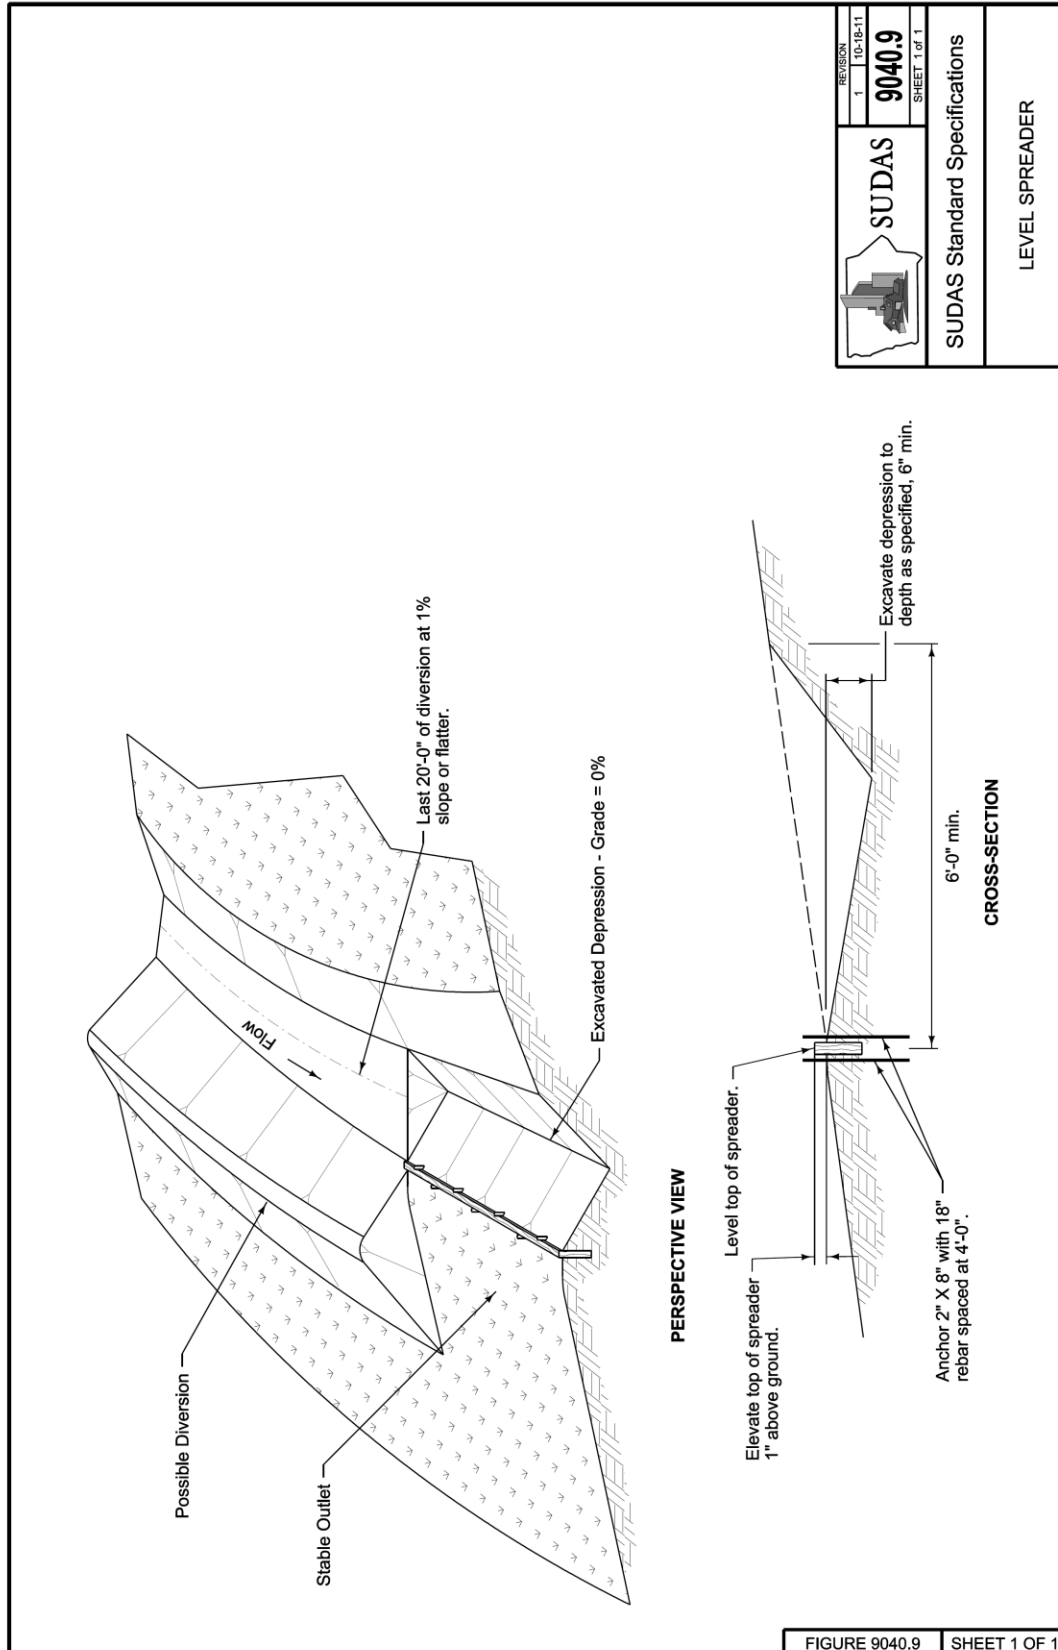 Possible Diversion
Stable Outlet
Flow
Last 20'-0" of diversion at 1%
slope or flatter.
Excavated Depression - Grade = 0%
PERSPECTIVE VIEW
Elevate top of spreader
1" above ground.
Level top of spreader.
Anchor 2" X 8" with 18"
rebar spaced at 4'-0".
6'-0" min.
Excavate depression to
depth as specified, 6" min.
CROSS-SECTION
SUDAS
REVISION
1 10-18-11
9040.9
SHEET 1 of 1
SUDAS Standard Specifications
LEVEL SPREADER
FIGURE 9040.9 SHEET 1 OF 1